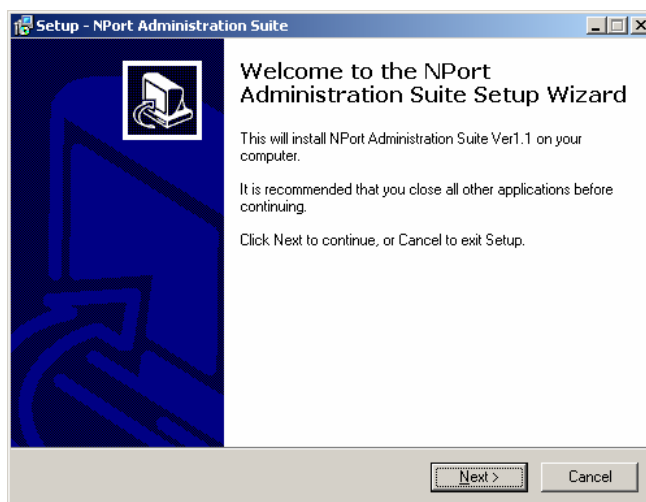 Setup - NPort Administration Suite
Welcome to the NPort
Administration Suite Setup Wizard
This will install NPort Administration Suite Ver1.1 on your
computer.
It is recommended that you close all other applications before
continuing.
Click Next to continue, or Cancel to exit Setup.
Next >
Cancel